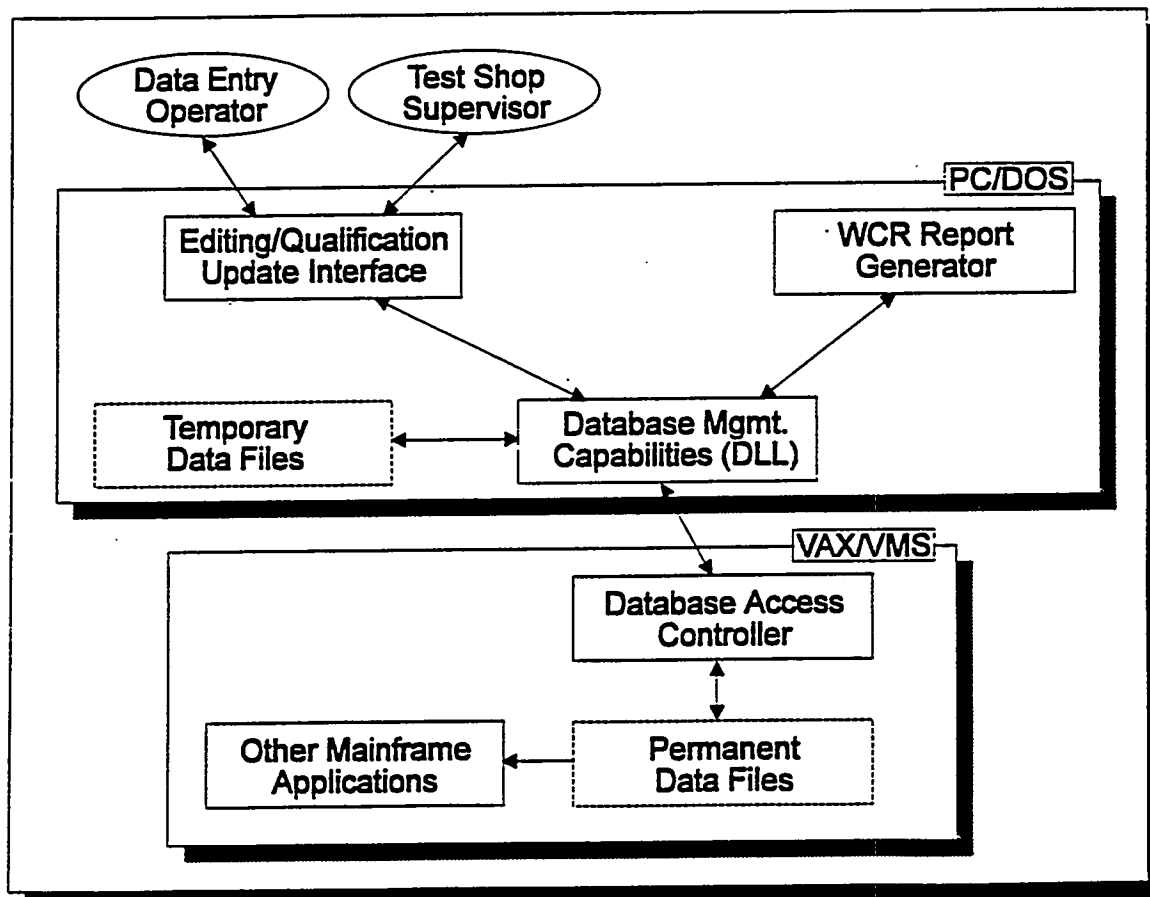 Data Entry
Operator
Test Shop
Supervisor
PC/DOS
Editing/Qualification
Update Interface
WCR Report
Generator
Temporary
Data Files
Database Mgmt.
Capabilities (DLL)
VAX/VMS
Database Access
Controller
Other Mainframe
Applications
Permanent
Data Files